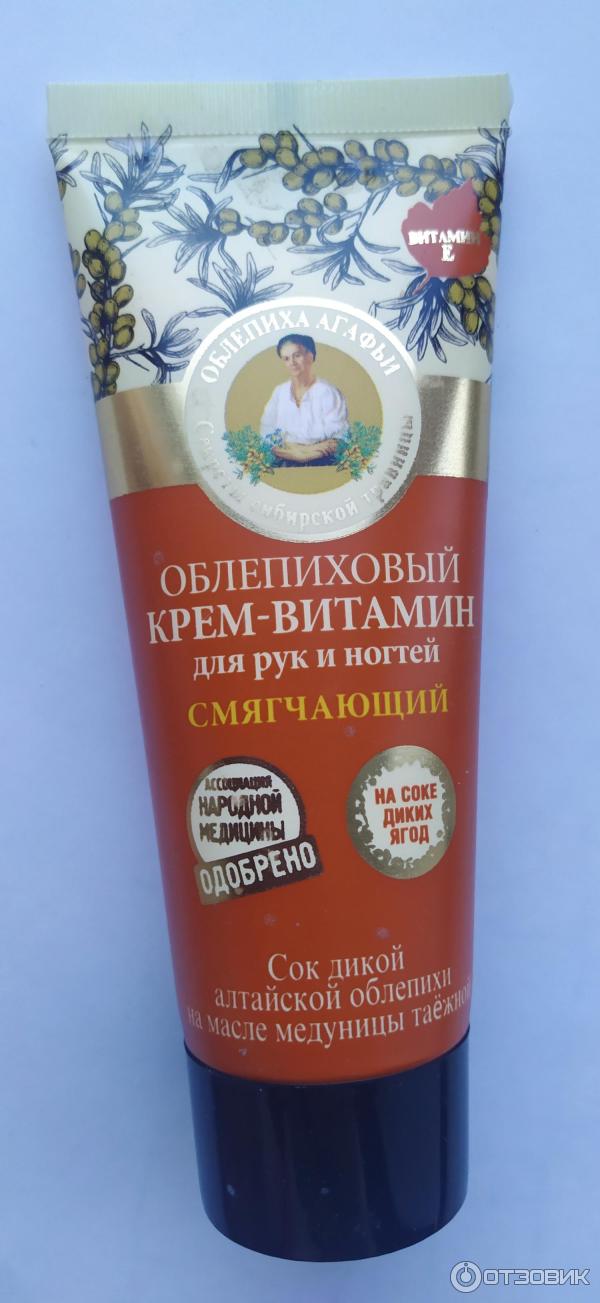 ВИТАМИН
Е
ОБЛЕПИХА АГАФЬИ
Секреты сибирской травницы
ОБЛЕПИХОВЫЙ
КРЕМ-ВИТАМИН
для рук и ногтей
СМЯГЧАЮЩИЙ
АССОЦИАЦИЯ
НАРОДНОЙ
МЕДИЦИНЫ
ОДОБРЕНО
НА СОКЕ
ДИКИХ
ЯГОД
Сок дикой
алтайской облепихи
на масле медуницы таёжной
ОТЗОВИК